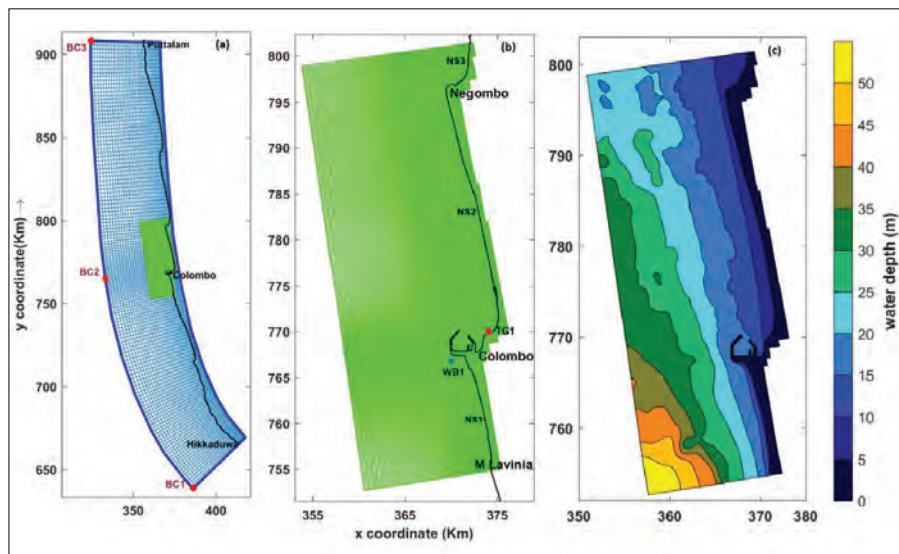 (a)
BC3
Puttalam
900
850
800
750
700
650
y coordinate(Km) →
BC2
Colombo
Hikkaduwa
BC1
350
400
(b)
800
795
790
785
780
775
770
765
760
755
NS3
Negombo
NS2
TG1
Colombo
WB1
NS1
M Lavinia
355
365
375
x coordinate (Km)
(c)
800
790
780
770
760
350
360
370
380
50
45
40
35
30
25
20
15
10
5
0
water depth (m)